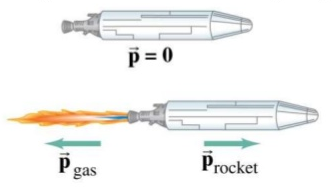 p⃗ = 0
p⃗gas p⃗rocket